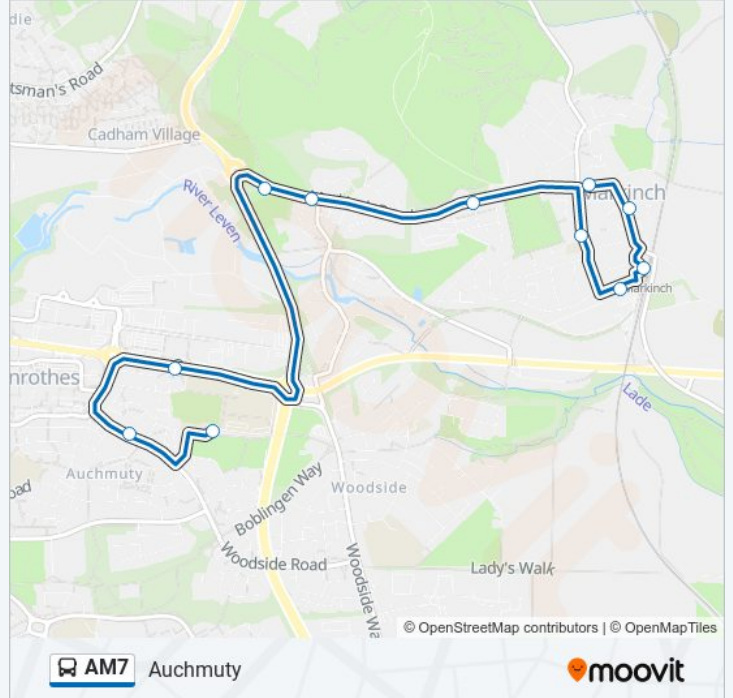 die
tsman's Road
Cadham Village
River Leven
Markinch
Markinch
nrothes
Lade
Auchmuty
oad
Boblingen Way
Woodside
Woodside Road
Woodside Wa
Lady's Walk
© OpenStreetMap contributors | © OpenMapTiles
AM7 Auchmuty
moovit